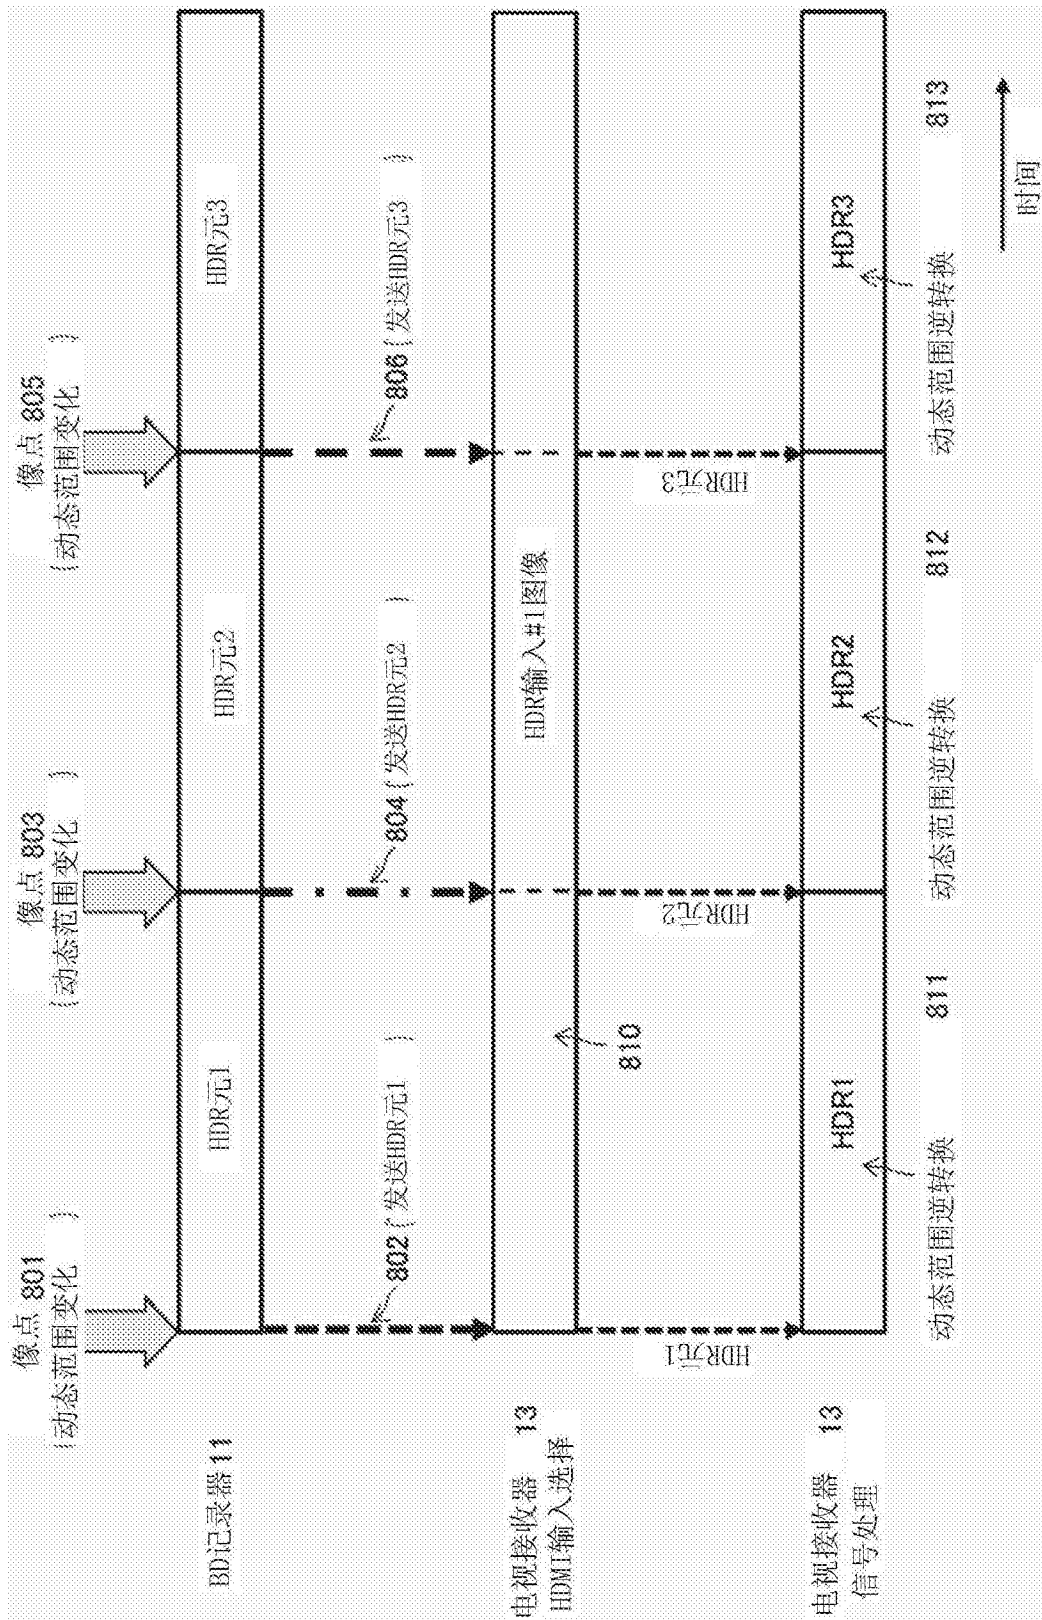 像点 801
(动态范围变化 )
像点 803
(动态范围变化 )
像点 805
(动态范围变化 )
BD记录器 11
HDR元1
HDR元2
HDR元3
802 ( 发送HDR元1 )
804 ( 发送HDR元2 )
806 ( 发送HDR元3 )
电视接收器 13
HDMI输入选择
810
HDR输入#1图像
HDR元1
HDR元2
HDR元3
电视接收器 13
信号处理
HDR1
HDR2
HDR3
动态范围逆转换 811
动态范围逆转换 812
动态范围逆转换 813
时间